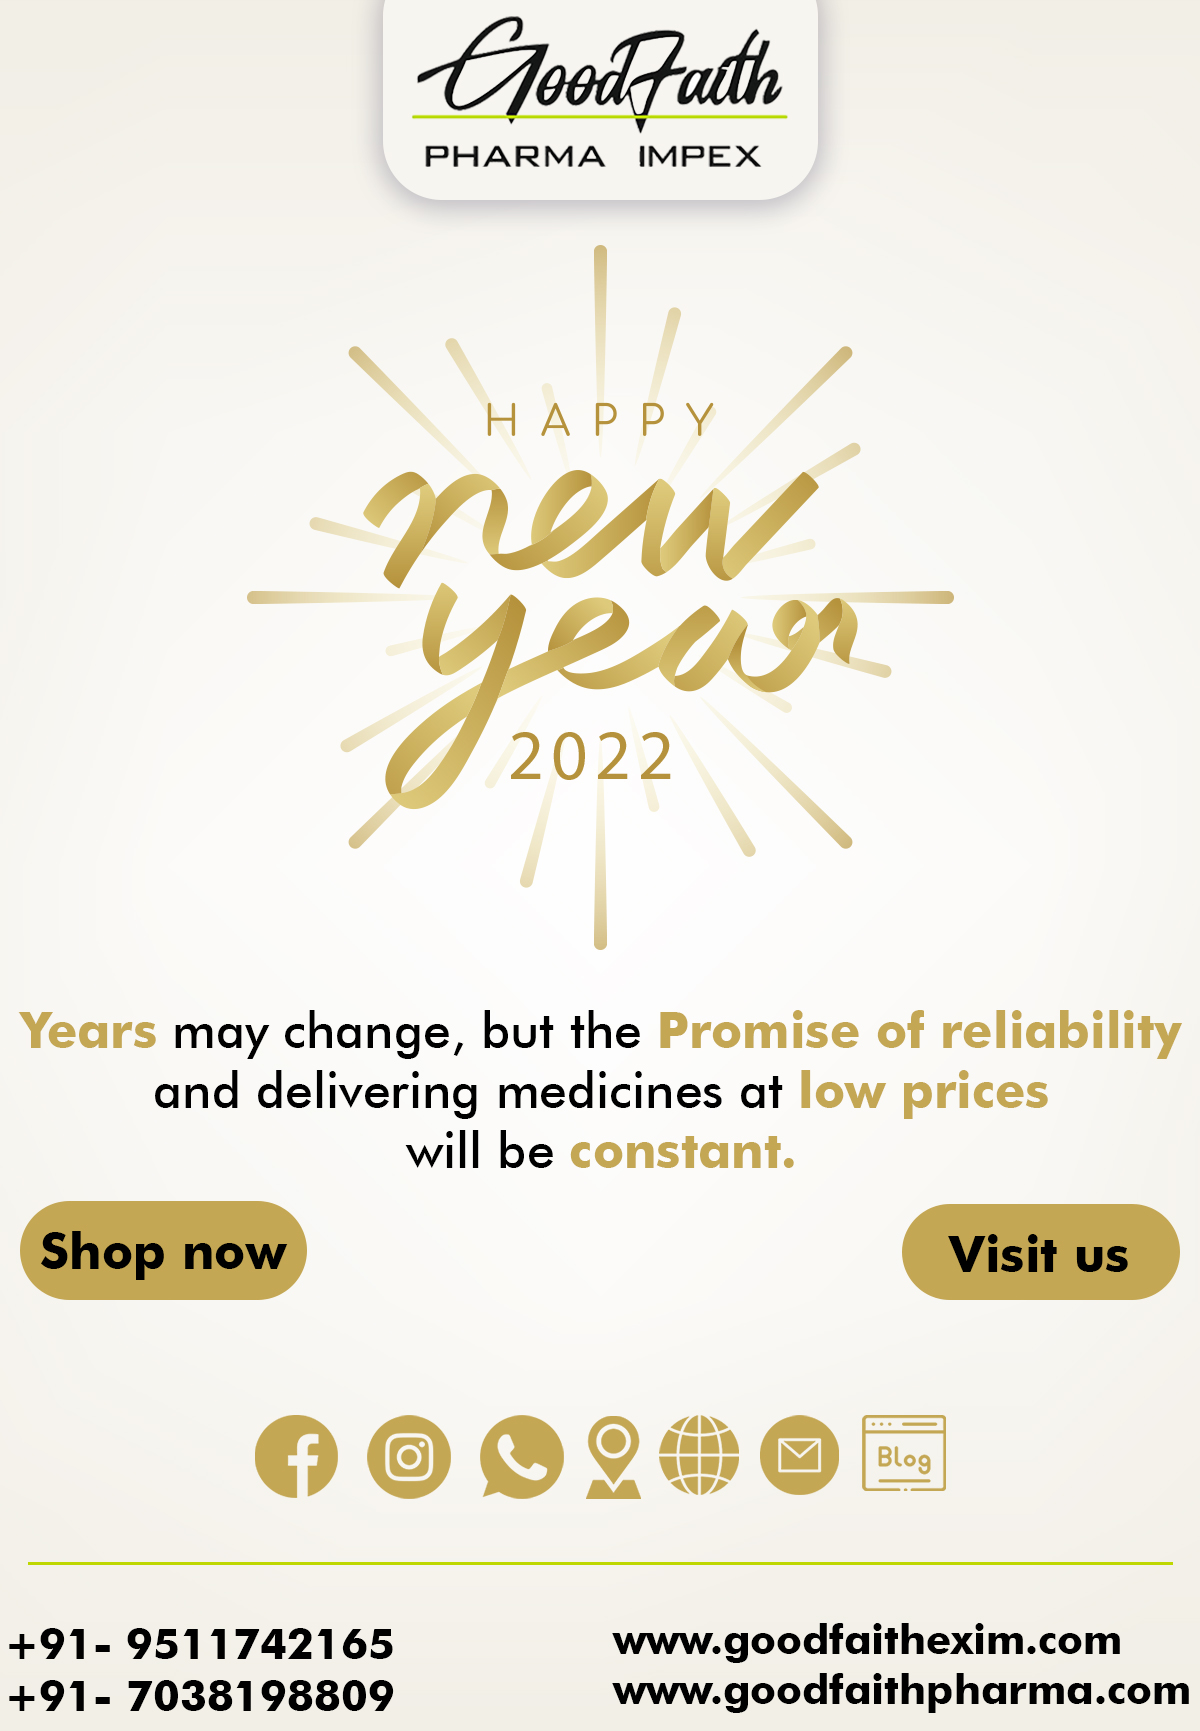 GoodFaith
PHARMA IMPEX
HAPPY
new
year
2022
Years may change, but the Promise of reliability
and delivering medicines at low prices
will be constant.
Shop now
Visit us
Blog
+91- 9511742165
www.goodfaithexim.com
+91- 7038198809
www.goodfaithpharma.com